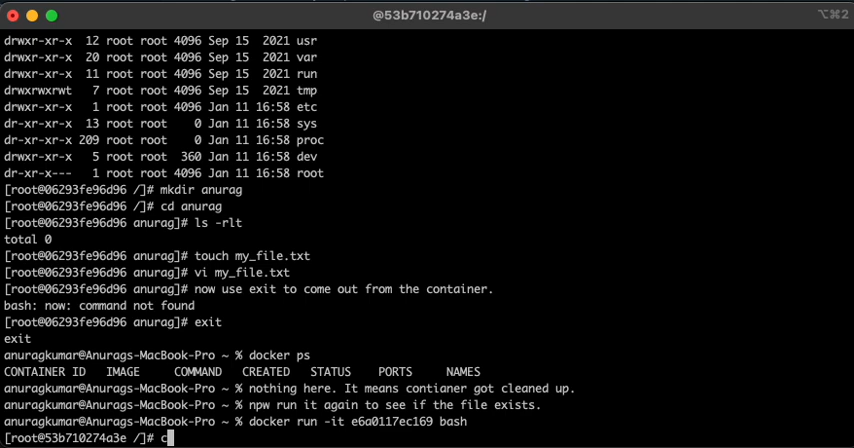 @53b710274a3e:/
⌥⌘2
drwxr-xr-x 12 root root 4096 Sep 15 2021 usr
drwxr-xr-x 20 root root 4096 Sep 15 2021 var
drwxr-xr-x 11 root root 4096 Sep 15 2021 run
drwxrwxrwt 7 root root 4096 Sep 15 2021 tmp
drwxr-xr-x 1 root root 4096 Jan 11 16:58 etc
dr-xr-xr-x 13 root root 0 Jan 11 16:58 sys
dr-xr-xr-x 209 root root 0 Jan 11 16:58 proc
drwxr-xr-x 5 root root 360 Jan 11 16:58 dev
dr-xr-x--- 1 root root 4096 Jan 11 16:58 root
[root@06293fe96d96 /]# mkdir anurag
[root@06293fe96d96 /]# cd anurag
[root@06293fe96d96 anurag]# ls -rlt
total 0
[root@06293fe96d96 anurag]# touch my_file.txt
[root@06293fe96d96 anurag]# vi my_file.txt
[root@06293fe96d96 anurag]# now use exit to come out from the container.
bash: now: command not found
[root@06293fe96d96 anurag]# exit
exit
anuragkumar@Anurags-MacBook-Pro ~ % docker ps
CONTAINER ID IMAGE COMMAND CREATED STATUS PORTS NAMES
anuragkumar@Anurags-MacBook-Pro ~ % nothing here. It means contianer got cleaned up.
anuragkumar@Anurags-MacBook-Pro ~ % npw run it again to see if the file exists.
anuragkumar@Anurags-MacBook-Pro ~ % docker run -it e6a0117ec169 bash
[root@53b710274a3e /]# c